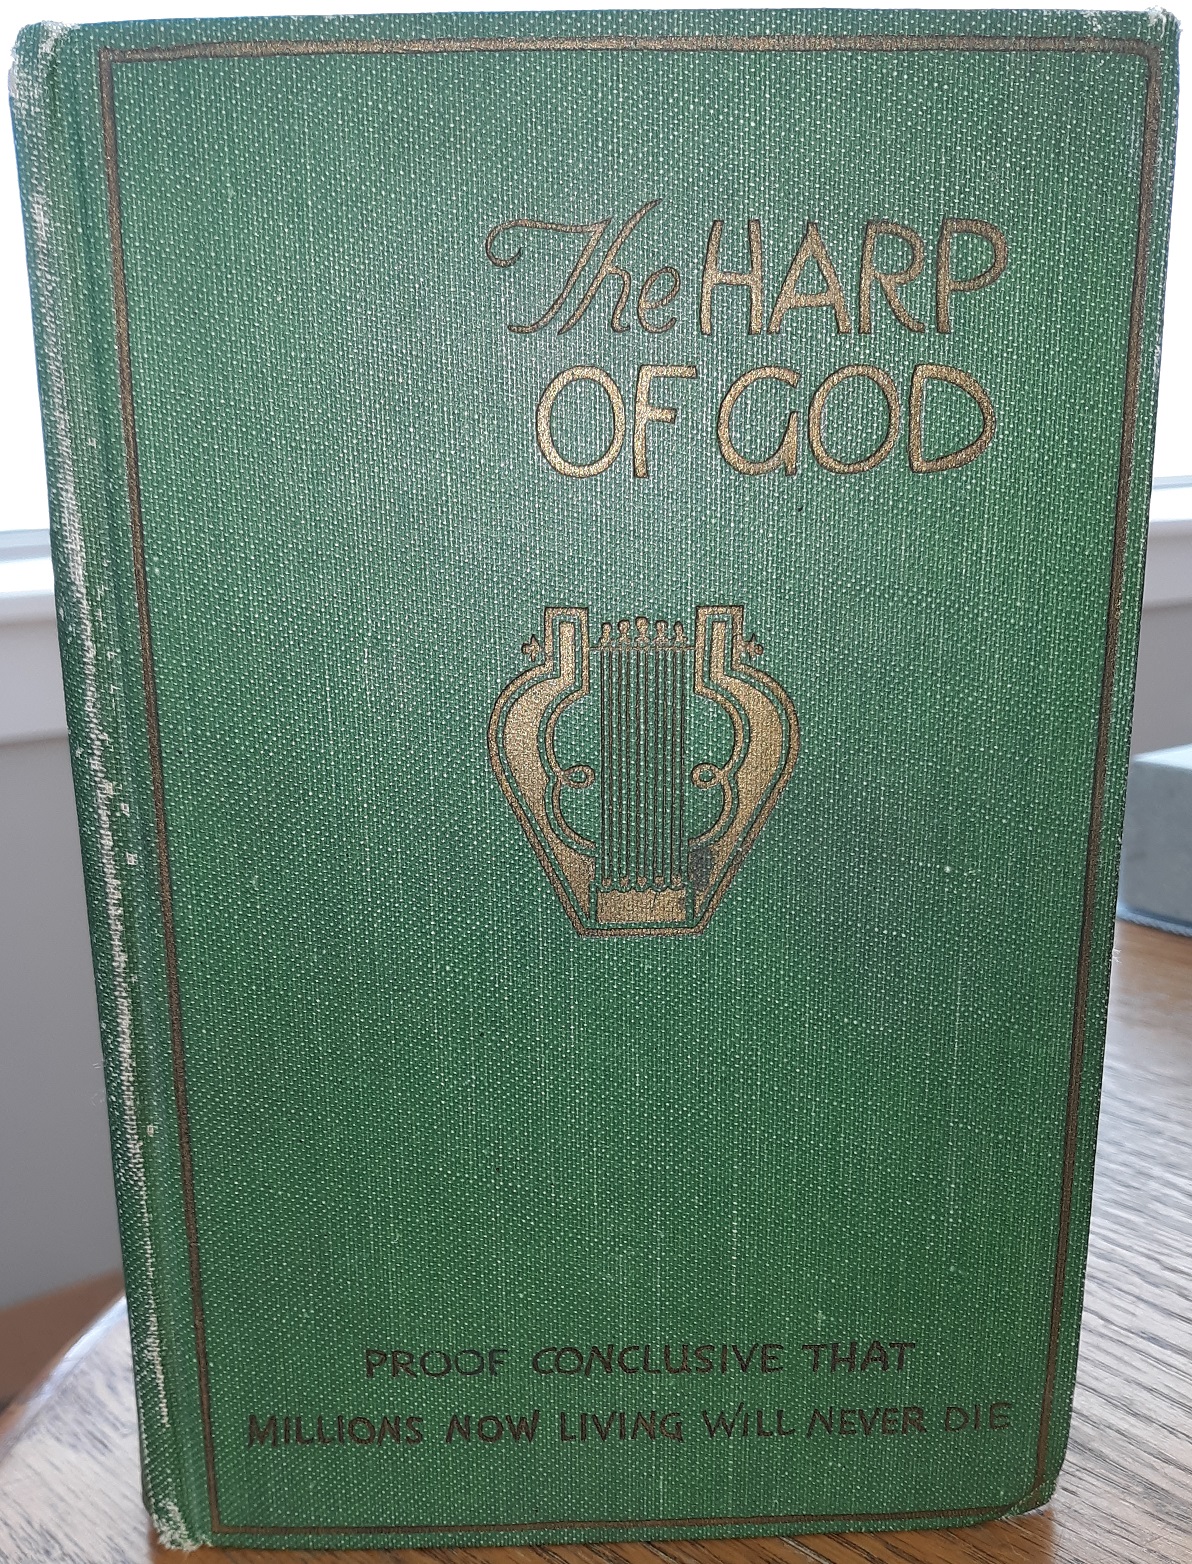 The HARP
OF GOD
PROOF CONCLUSIVE THAT
MILLIONS NOW LIVING WILL NEVER DIE